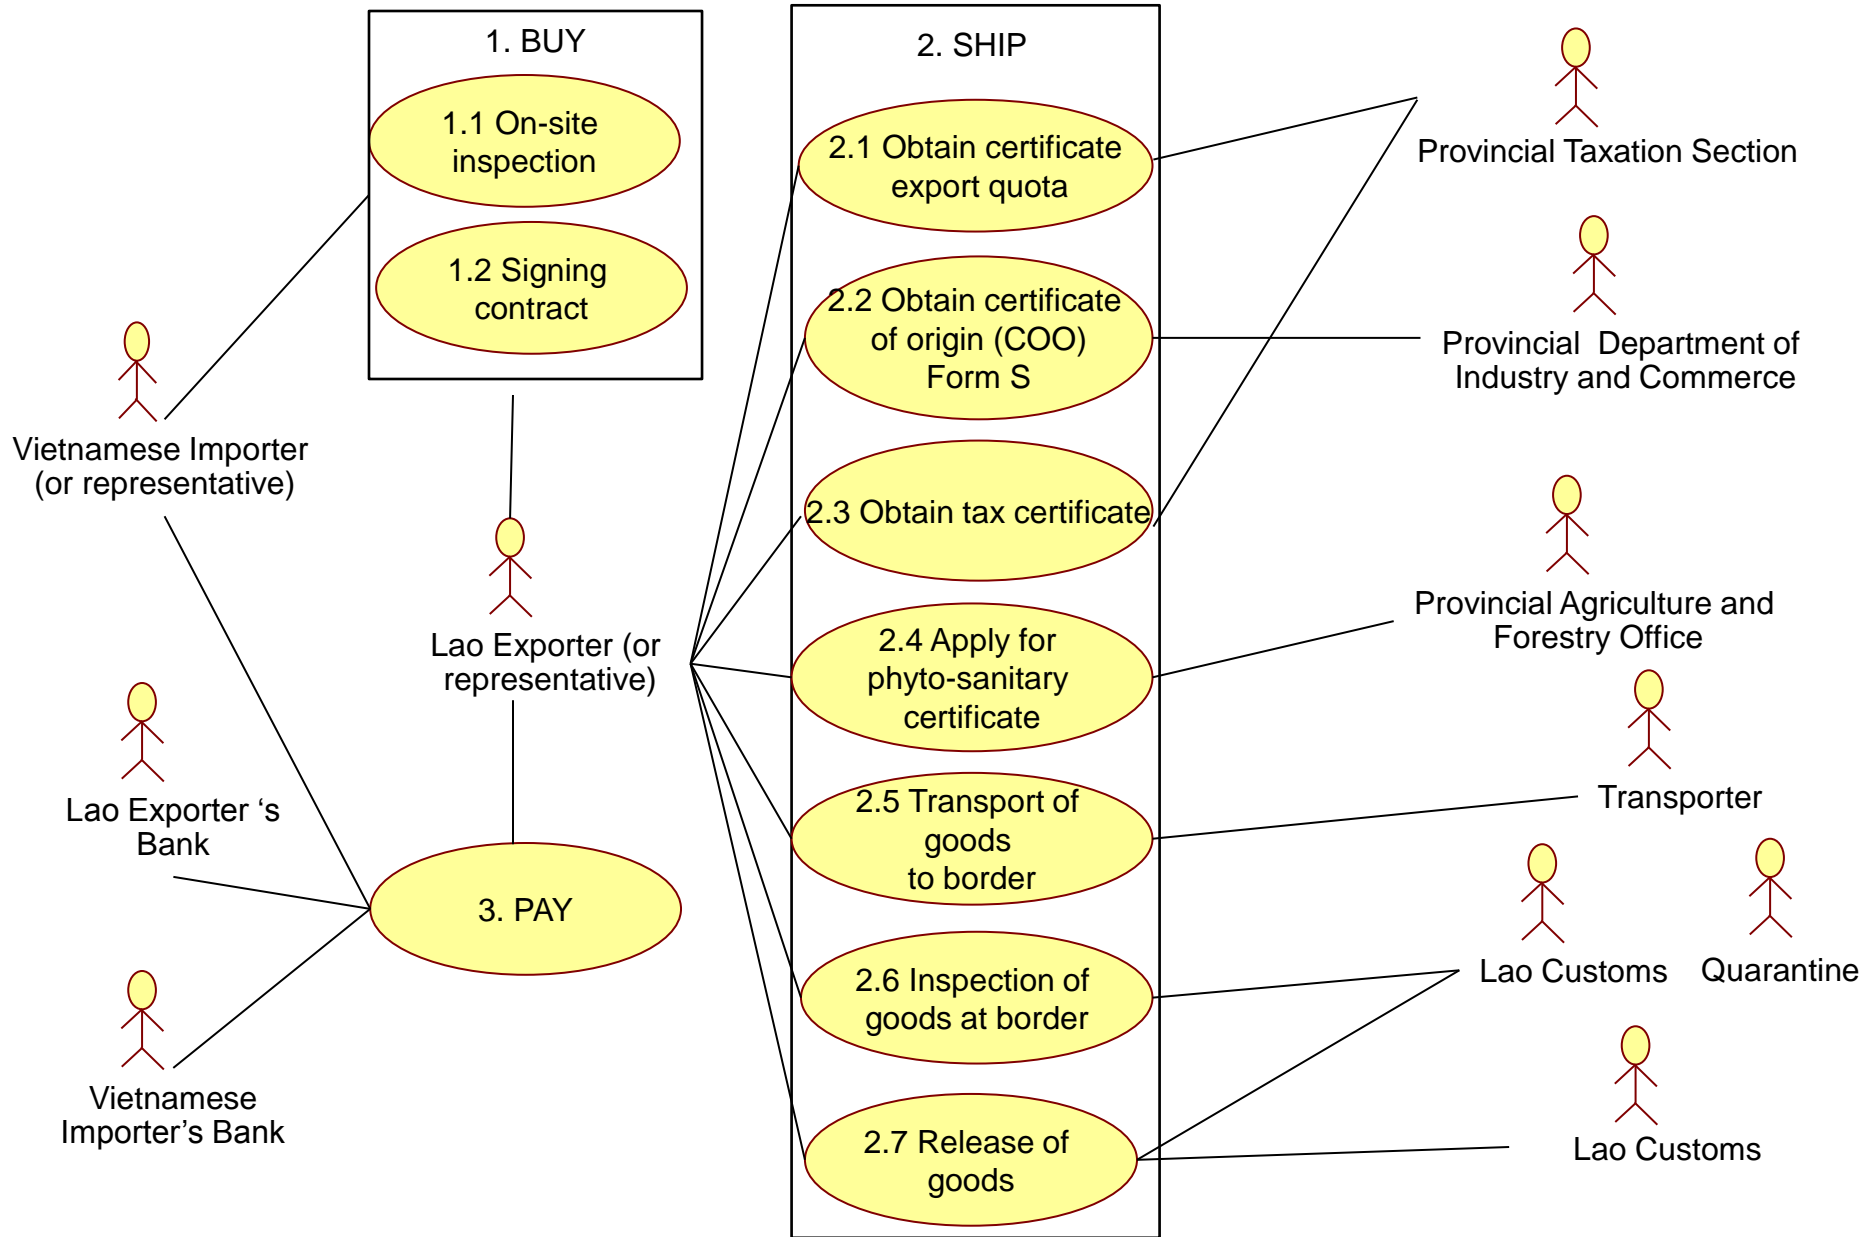 1. BUY
1.1 On-site
inspection
1.2 Signing
contract
Vietnamese Importer
(or representative)
Lao Exporter (or
representative)
Lao Exporter ‘s
Bank
3. PAY
Vietnamese
Importer’s Bank
2. SHIP
2.1 Obtain certificate
export quota
2.2 Obtain certificate
of origin (COO)
Form S
2.3 Obtain tax certificate
2.4 Apply for
phyto-sanitary
certificate
2.5 Transport of
goods
to border
2.6 Inspection of
goods at border
2.7 Release of
goods
Provincial Taxation Section
Provincial  Department of
Industry and Commerce
Provincial Agriculture and
Forestry Office
Transporter
Lao Customs
Quarantine
Lao Customs